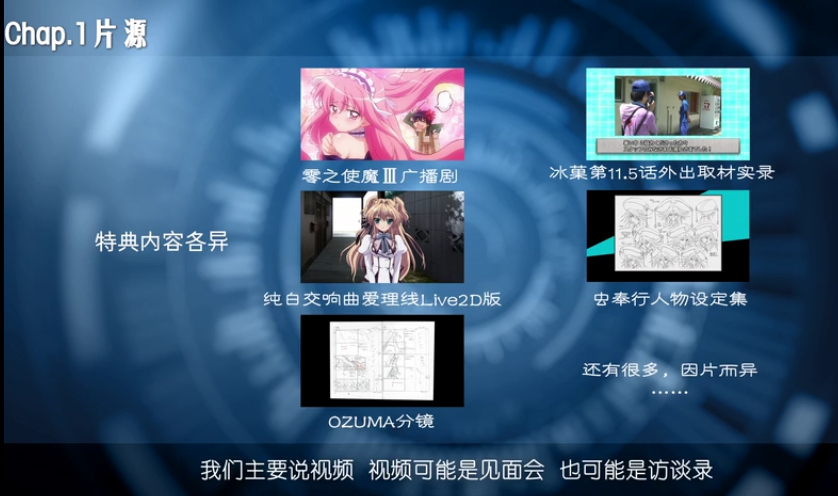 Chap.1片源
零之使魔Ⅲ广播剧
冰菓第11.5话外出取材实录
特典内容各异
纯白交响曲爱理线Live2D版
虫奉行人物设定集
还有很多，因片而异
……
OZUMA分镜
我们主要说视频 视频可能是见面会 也可能是访谈录